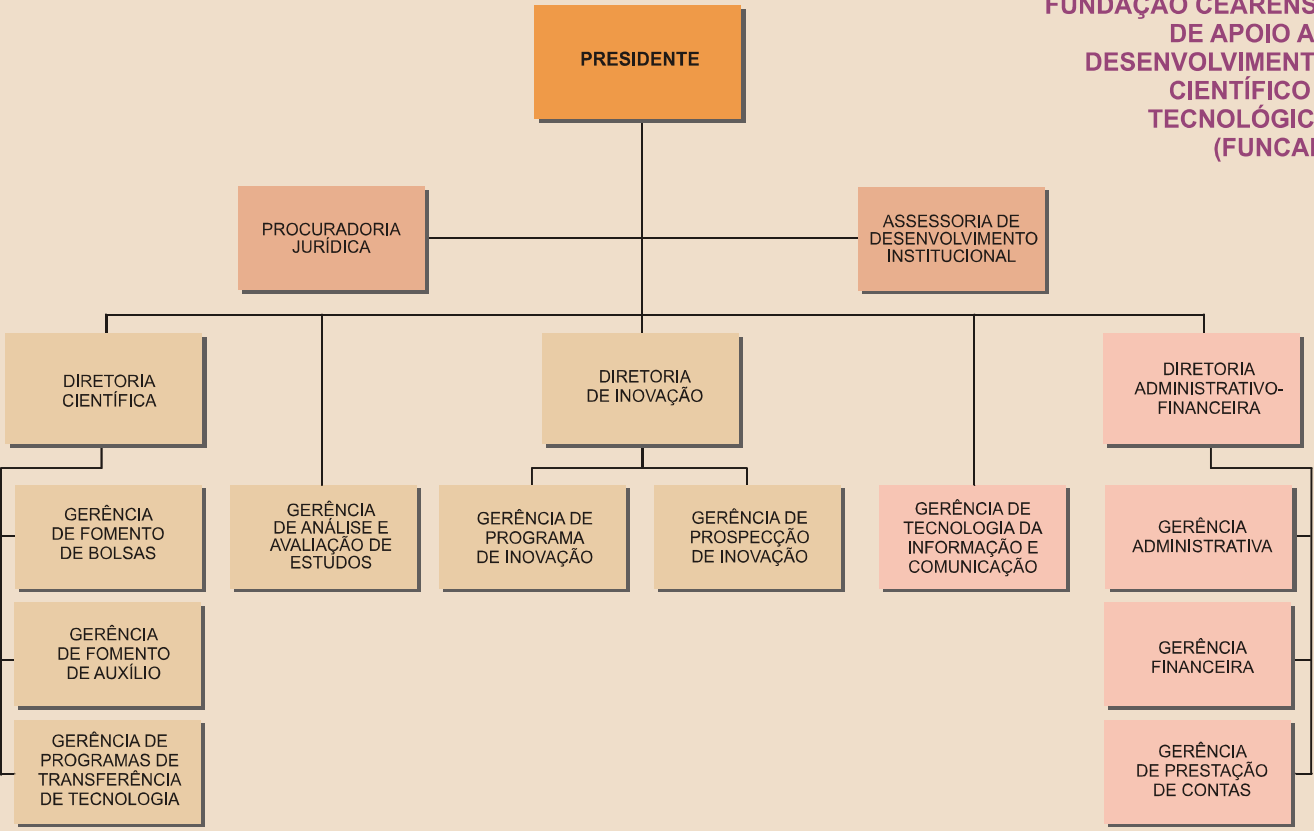 FUNDAÇÃO CEARENS
DE APOIO A
DESENVOLVIMENT
CIENTÍFICO
TECNOLÓGIC
(FUNCA
PRESIDENTE
PROCURADORIA
JURÍDICA
ASSESSORIA DE
DESENVOLVIMENTO
INSTITUCIONAL
DIRETORIA
CIENTÍFICA
DIRETORIA
DE INOVAÇÃO
DIRETORIA
ADMINISTRATIVO-
FINANCEIRA
GERÊNCIA
DE FOMENTO
DE BOLSAS
GERÊNCIA
DE ANÁLISE E
AVALIAÇÃO DE
ESTUDOS
GERÊNCIA DE
PROGRAMA
DE INOVAÇÃO
GERÊNCIA DE
PROSPECÇÃO
DE INOVAÇÃO
GERÊNCIA DE
TECNOLOGIA DA
INFORMAÇÃO E
COMUNICAÇÃO
GERÊNCIA
ADMINISTRATIVA
GERÊNCIA
DE FOMENTO
DE AUXÍLIO
GERÊNCIA
FINANCEIRA
GERÊNCIA DE
PROGRAMAS DE
TRANSFERÊNCIA
DE TECNOLOGIA
GERÊNCIA
DE PRESTAÇÃO
DE CONTAS